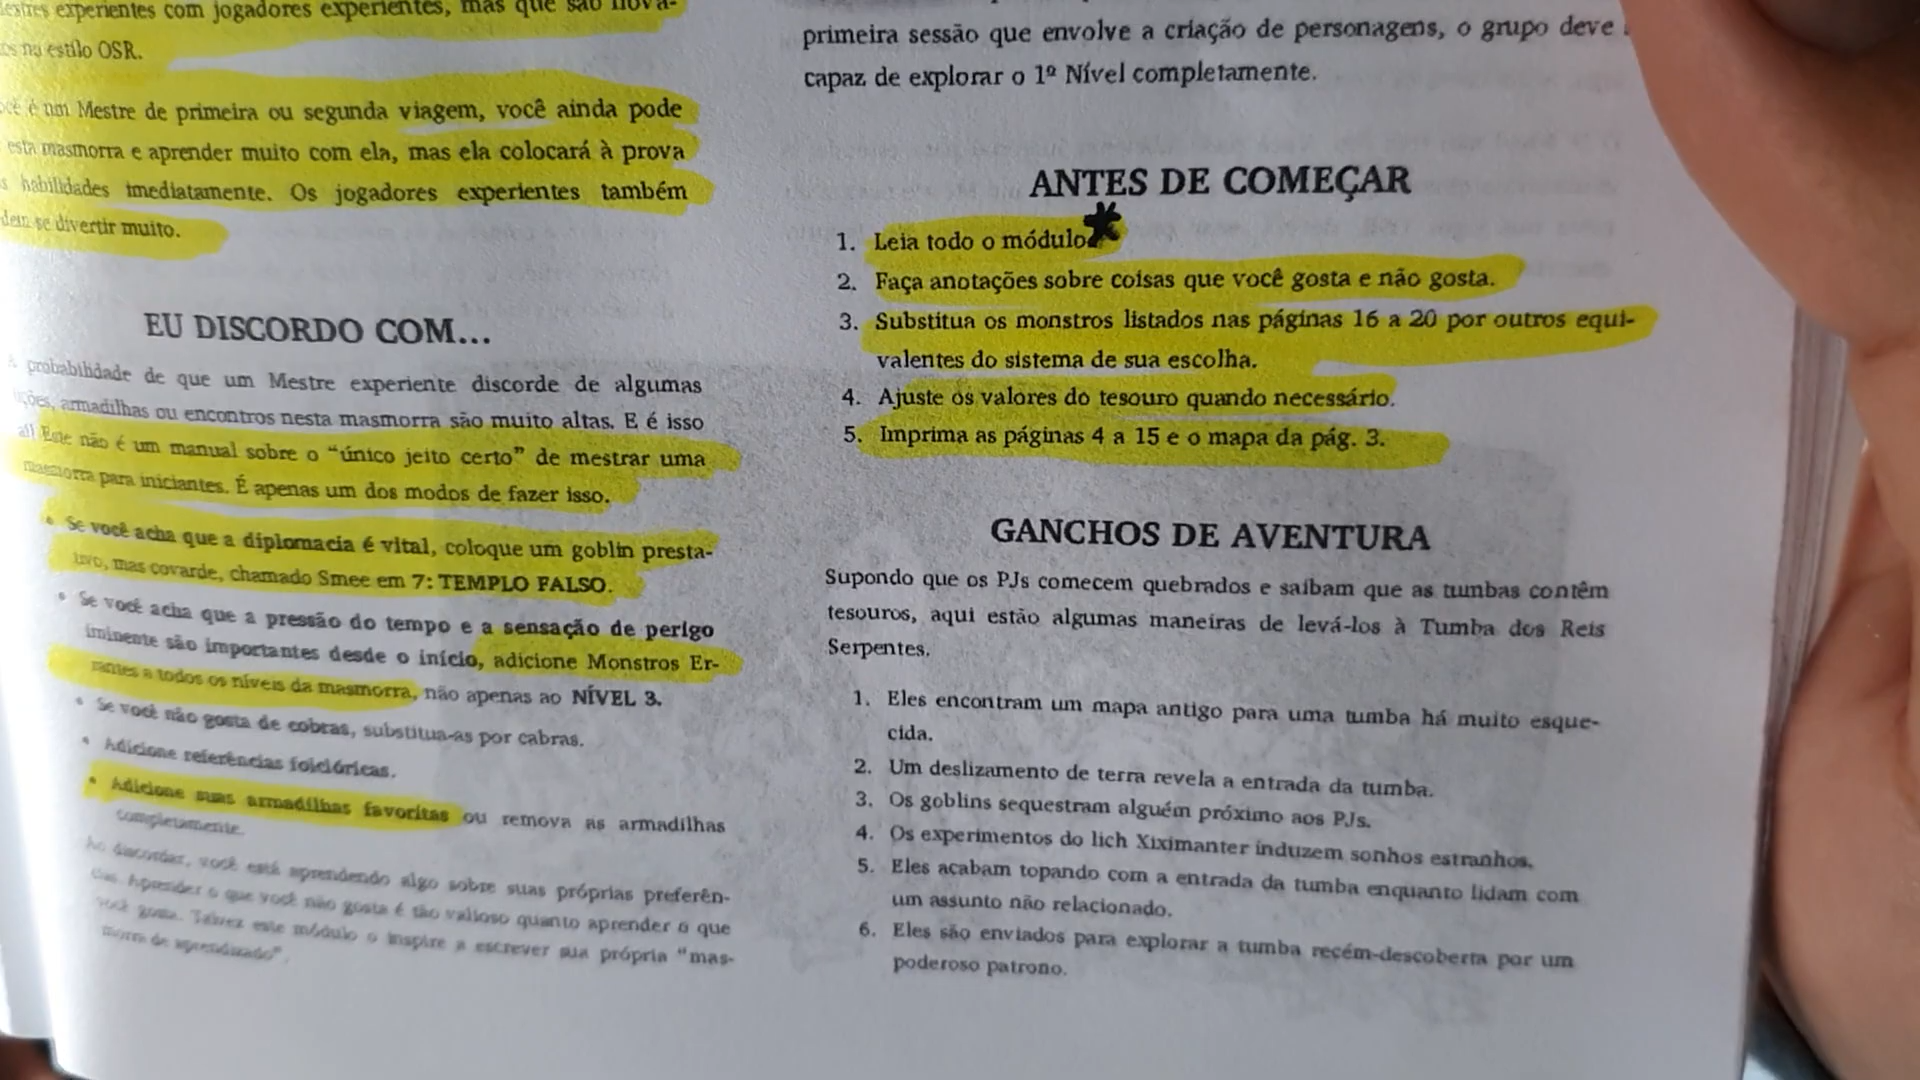 experientes com jogadores experientes, mas que são nova-
no estilo OSR.
é um Mestre de primeira ou segunda viagem, você ainda pode
esta masmorra e aprender muito com ela, mas ela colocará à prova
habilidades imediatamente. Os jogadores experientes também
se divertir muito.
EU DISCORDO COM...
A probabilidade de que um Mestre experiente discorde de algumas
armadilhas ou encontros nesta masmorra são muito altas. E é isso
Este não é um manual sobre o “único jeito certo” de mestrar uma
masmorra para iniciantes. É apenas um dos modos de fazer isso.
• Se você acha que a diplomacia é vital, coloque um goblin presta-
tivo, mas covarde, chamado Smee em 7: TEMPLO FALSO.
• Se você acha que a pressão do tempo e a sensação de perigo
iminente são importantes desde o início, adicione Monstros Er-
rantes a todos os níveis da masmorra, não apenas ao NÍVEL 3.
• Se você não gosta de cobras, substitua-as por cabras.
• Adicione referências folclóricas.
• Adicione suas armadilhas favoritas ou remova as armadilhas
completamente.
Ao discordar, você está aprendendo algo sobre suas próprias preferên-
cias. Aprender o que você não gosta é tão valioso quanto aprender o que
você gosta. Talvez este módulo o inspire a escrever sua própria “mas-
morra de aprendizado”.
primeira sessão que envolve a criação de personagens, o grupo deve
capaz de explorar o 1º Nível completamente.
ANTES DE COMEÇAR
1. Leia todo o módulo
2. Faça anotações sobre coisas que você gosta e não gosta.
3. Substitua os monstros listados nas páginas 16 a 20 por outros equi-
valentes do sistema de sua escolha.
4. Ajuste os valores do tesouro quando necessário.
5. Imprima as páginas 4 a 15 e o mapa da pág. 3.
GANCHOS DE AVENTURA
Supondo que os PJs comecem quebrados e saibam que as tumbas contêm
tesouros, aqui estão algumas maneiras de levá-los à Tumba dos Reis
Serpentes.
1. Eles encontram um mapa antigo para uma tumba há muito esque-
cida.
2. Um deslizamento de terra revela a entrada da tumba.
3. Os goblins sequestram alguém próximo aos PJs.
4. Os experimentos do lich Xiximanter induzem sonhos estranhos.
5. Eles acabam topando com a entrada da tumba enquanto lidam com
um assunto não relacionado.
6. Eles são enviados para explorar a tumba recém-descoberta por um
poderoso patrono.